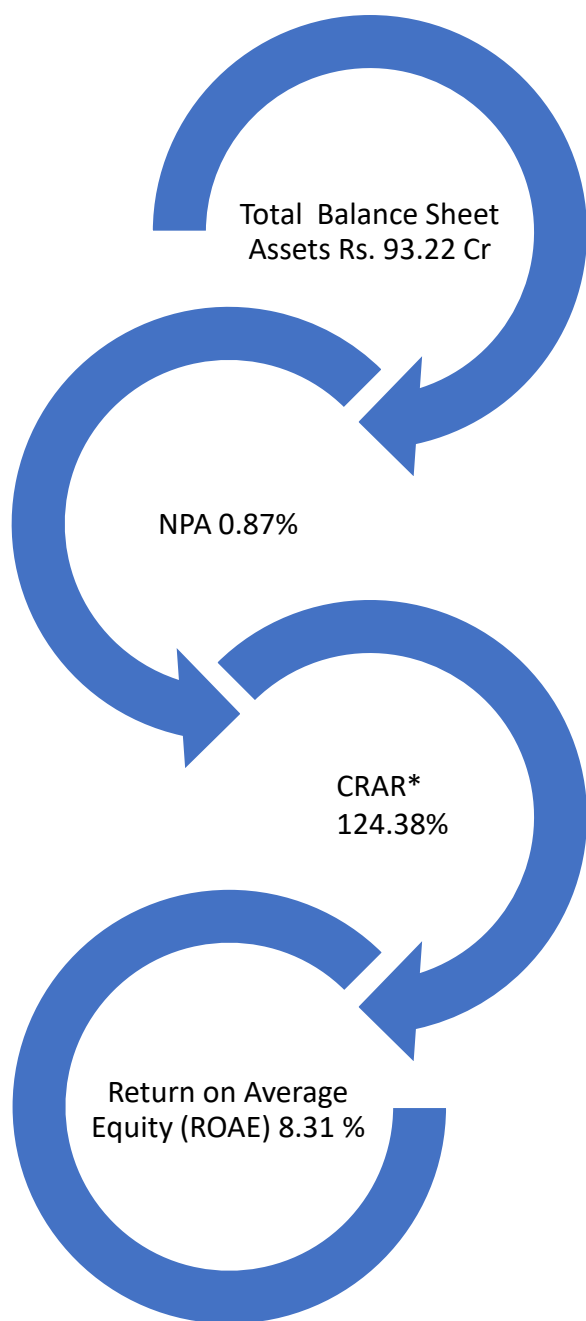 Total Balance Sheet
Assets Rs. 93.22 Cr
NPA 0.87%
CRAR*
124.38%
Return on Average
Equity (ROAE) 8.31 %